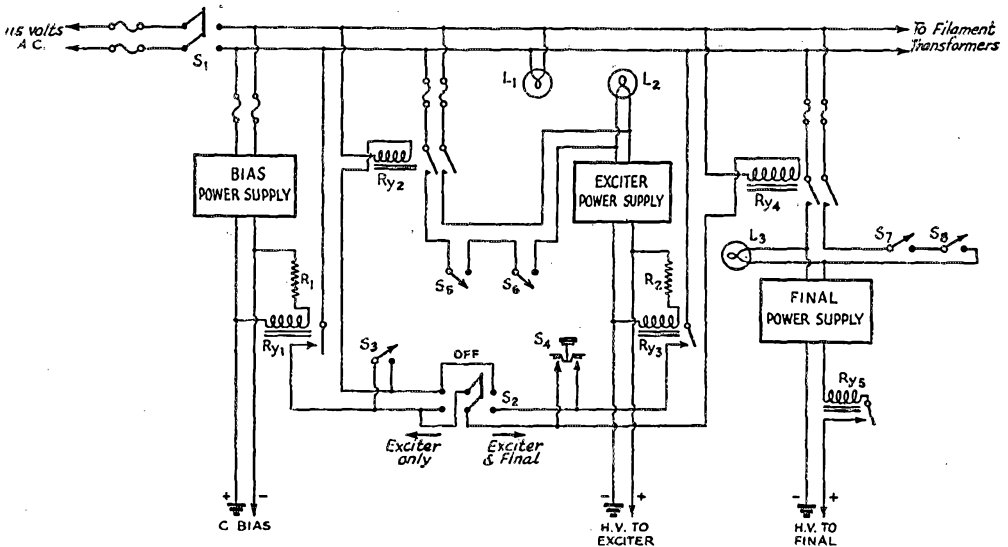 115 volts
A.C.
S1
To Filament
Transformers
L1
L2
BIAS
POWER SUPPLY
Ry2
EXCITER
POWER SUPPLY
Ry4
L3
S7
S8
R1
S5
S6
R2
FINAL
POWER SUPPLY
Ry1
S3
OFF
S4
Ry3
S2
Ry5
Exciter
only
Exciter
& Final
+ -
C BIAS
- +
H.V. TO
EXCITER
- +
H.V. TO
FINAL